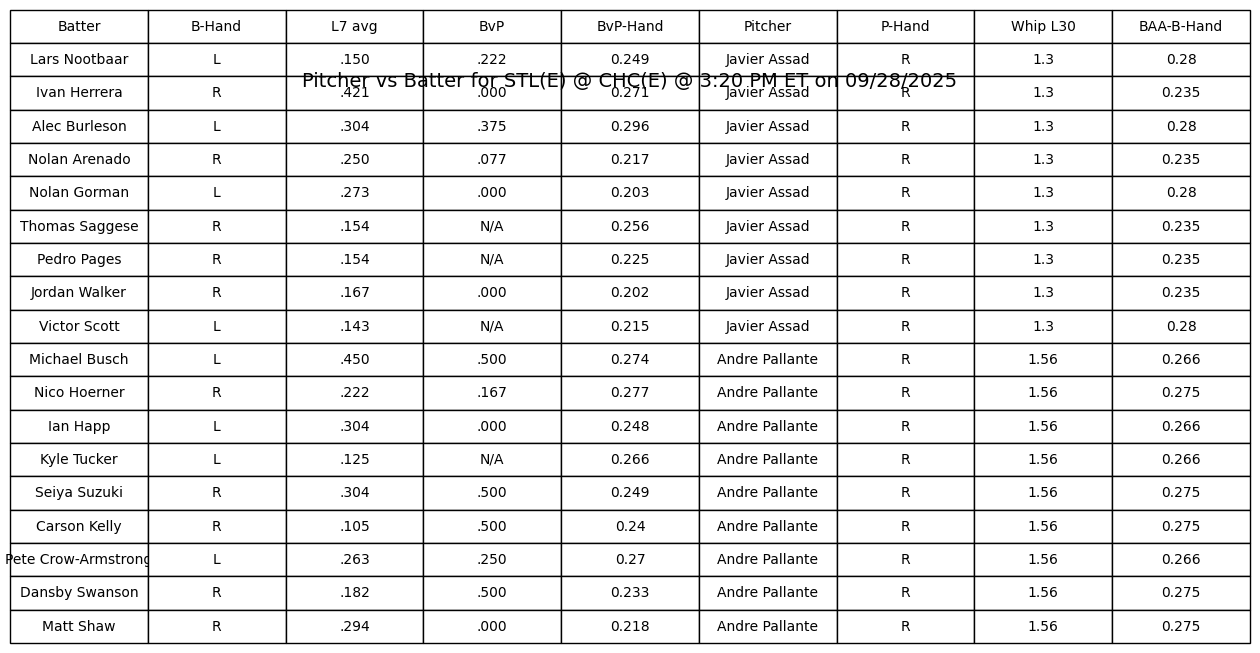 Batter B-Hand L7 avg BvP BvP-Hand Pitcher P-Hand Whip L30 BAA-B-Hand
Lars Nootbaar L .150 .222 0.249 Javier Assad R 1.3 0.28
Pitcher vs Batter for STL(E) @ CHC(E) @ 3:20 PM ET on 09/28/2025
Ivan Herrera R .421 .000 0.271 Javier Assad R 1.3 0.235
Alec Burleson L .304 .375 0.296 Javier Assad R 1.3 0.28
Nolan Arenado R .250 .077 0.217 Javier Assad R 1.3 0.235
Nolan Gorman L .273 .000 0.203 Javier Assad R 1.3 0.28
Thomas Saggese R .154 N/A 0.256 Javier Assad R 1.3 0.235
Pedro Pages R .154 N/A 0.225 Javier Assad R 1.3 0.235
Jordan Walker R .167 .000 0.202 Javier Assad R 1.3 0.235
Victor Scott L .143 N/A 0.215 Javier Assad R 1.3 0.28
Michael Busch L .450 .500 0.274 Andre Pallante R 1.56 0.266
Nico Hoerner R .222 .167 0.277 Andre Pallante R 1.56 0.275
Ian Happ L .304 .000 0.248 Andre Pallante R 1.56 0.266
Kyle Tucker L .125 N/A 0.266 Andre Pallante R 1.56 0.266
Seiya Suzuki R .304 .500 0.249 Andre Pallante R 1.56 0.275
Carson Kelly R .105 .500 0.24 Andre Pallante R 1.56 0.275
Pete Crow-Armstrong L .263 .250 0.27 Andre Pallante R 1.56 0.266
Dansby Swanson R .182 .500 0.233 Andre Pallante R 1.56 0.275
Matt Shaw R .294 .000 0.218 Andre Pallante R 1.56 0.275